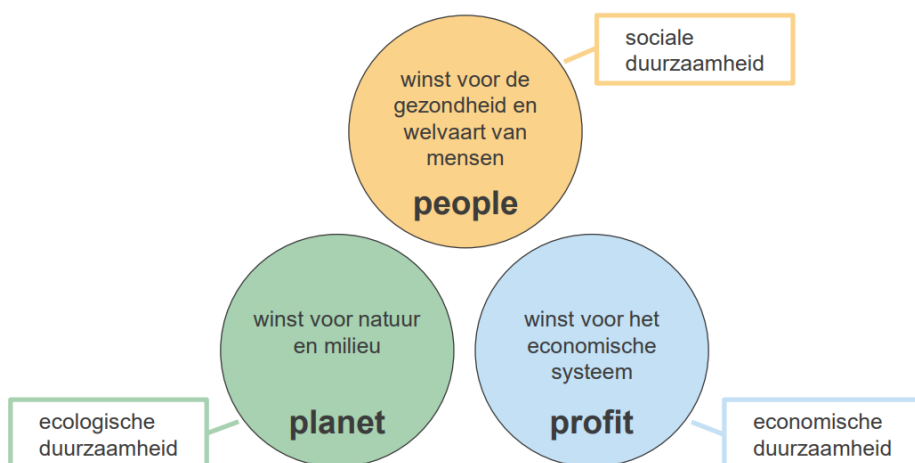 sociale
duurzaamheid
winst voor de
gezondheid en
welvaart van
mensen
people
winst voor natuur
en milieu
planet
winst voor het
economische
systeem
profit
ecologische
duurzaamheid
economische
duurzaamheid